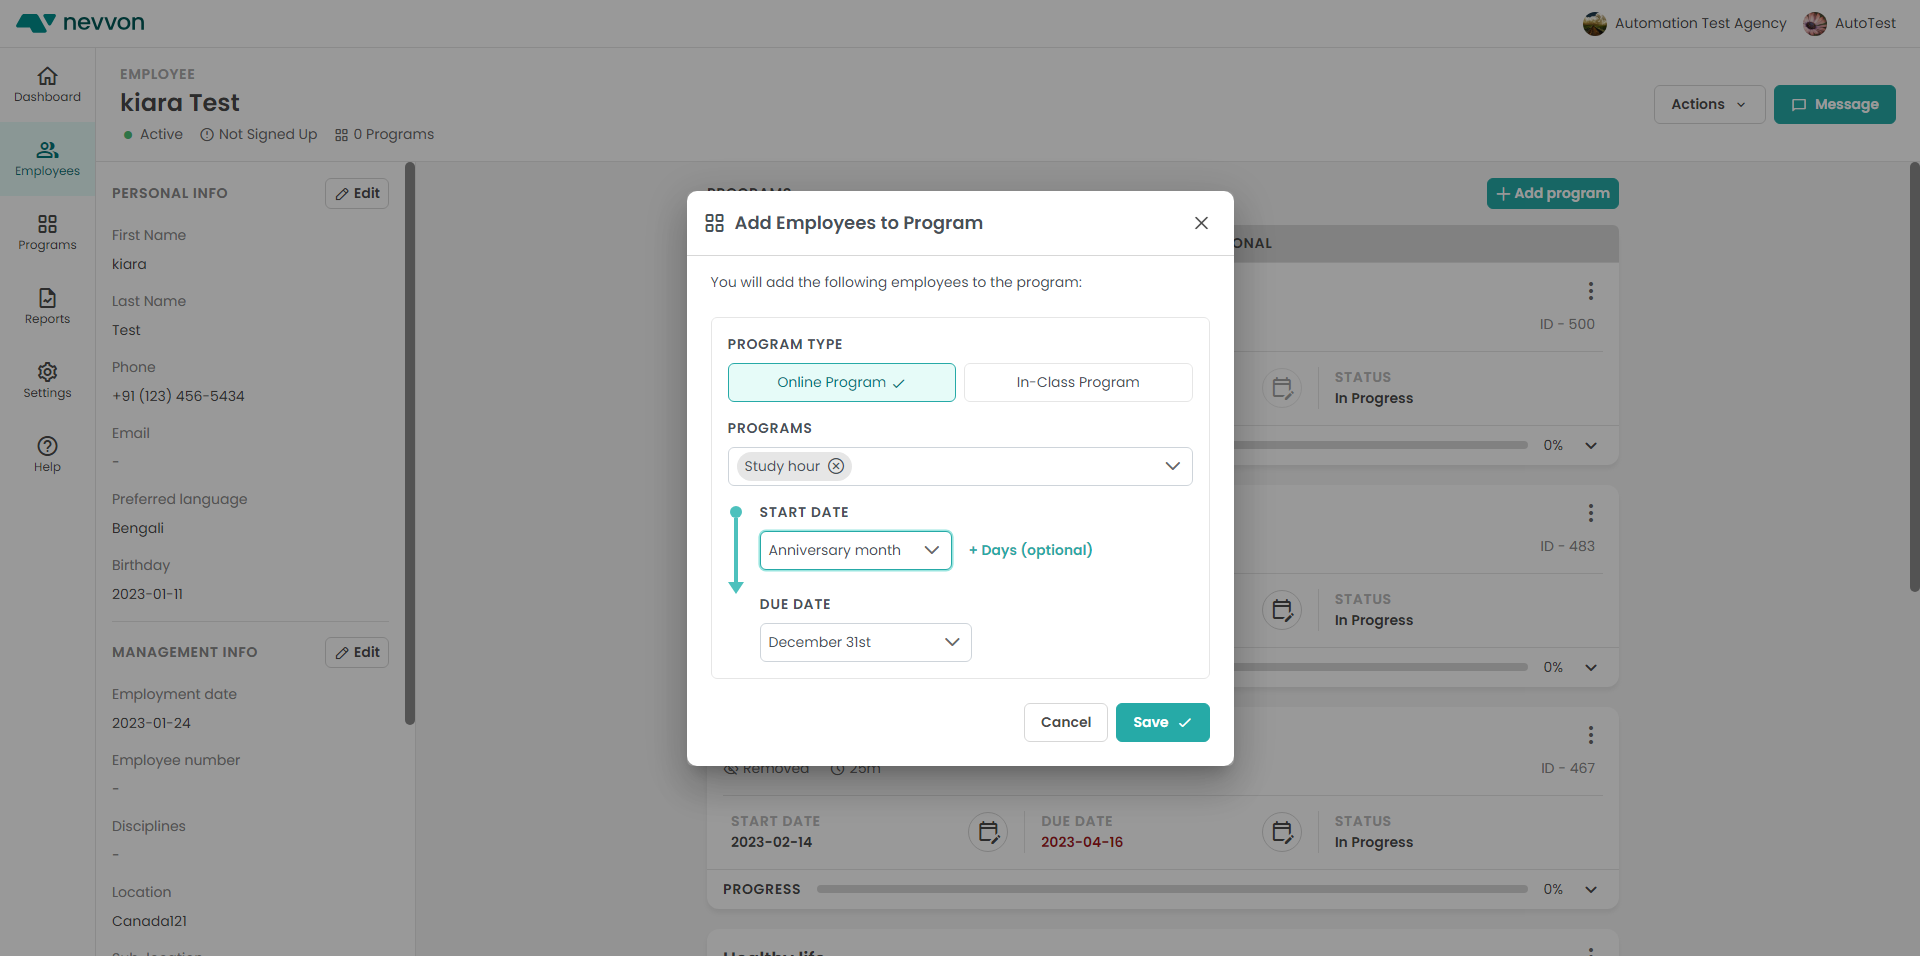 nevvon
Automation Test Agency
AutoTest
Dashboard
Employees
Programs
Reports
Settings
Help
EMPLOYEE
kiara Test
Active
Not Signed Up
0 Programs
Actions
Message
PERSONAL INFO
Edit
First Name
kiara
Last Name
Test
Phone
+91 (123) 456-5434
Email
-
Preferred language
Bengali
Birthday
2023-01-11
MANAGEMENT INFO
Edit
Employment date
2023-01-24
Employee number
-
Disciplines
-
Location
Canada121
Sub-location
PROGRAMS
+ Add program
ONAL
ID - 500
STATUS
In Progress
0%
ID - 483
STATUS
In Progress
0%
Removed
25m
ID - 467
START DATE
2023-02-14
DUE DATE
2023-04-16
STATUS
In Progress
PROGRESS
0%
Healthy life
Add Employees to Program
You will add the following employees to the program:
PROGRAM TYPE
Online Program
In-Class Program
PROGRAMS
Study hour
START DATE
Anniversary month
+ Days (optional)
DUE DATE
December 31st
Cancel
Save